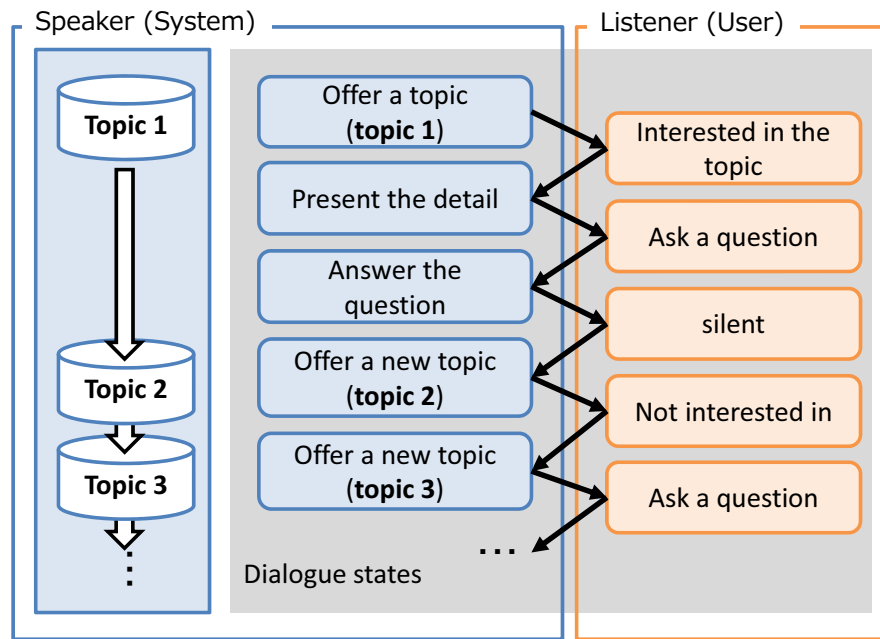 Speaker (System)
Listener (User)
Topic 1
Topic 2
Topic 3
⋮
Offer a topic
(topic 1)
Interested in the
topic
Present the detail
Ask a question
Answer the
question
silent
Offer a new topic
(topic 2)
Not interested in
Offer a new topic
(topic 3)
Ask a question
...
Dialogue states